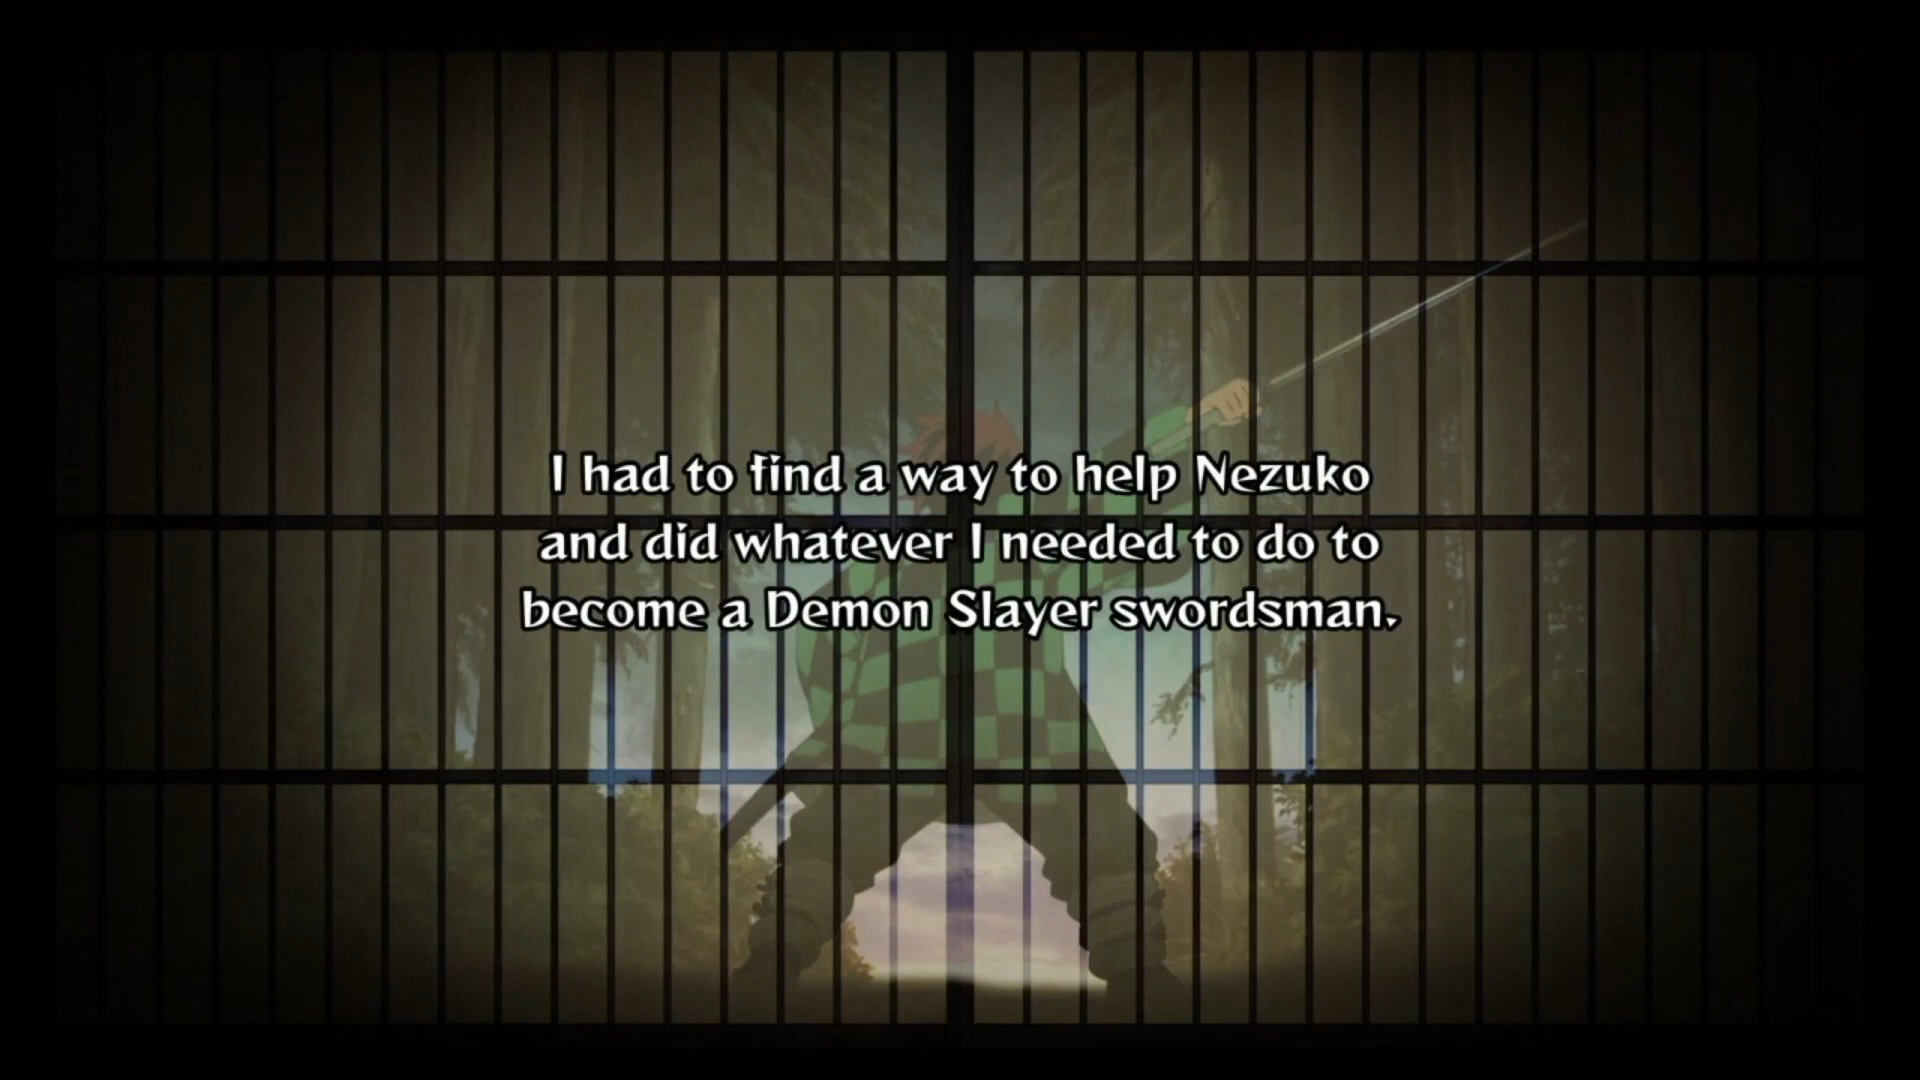 I had to find a way to help Nezuko
and did whatever I needed to do to
become a Demon Slayer swordsman.